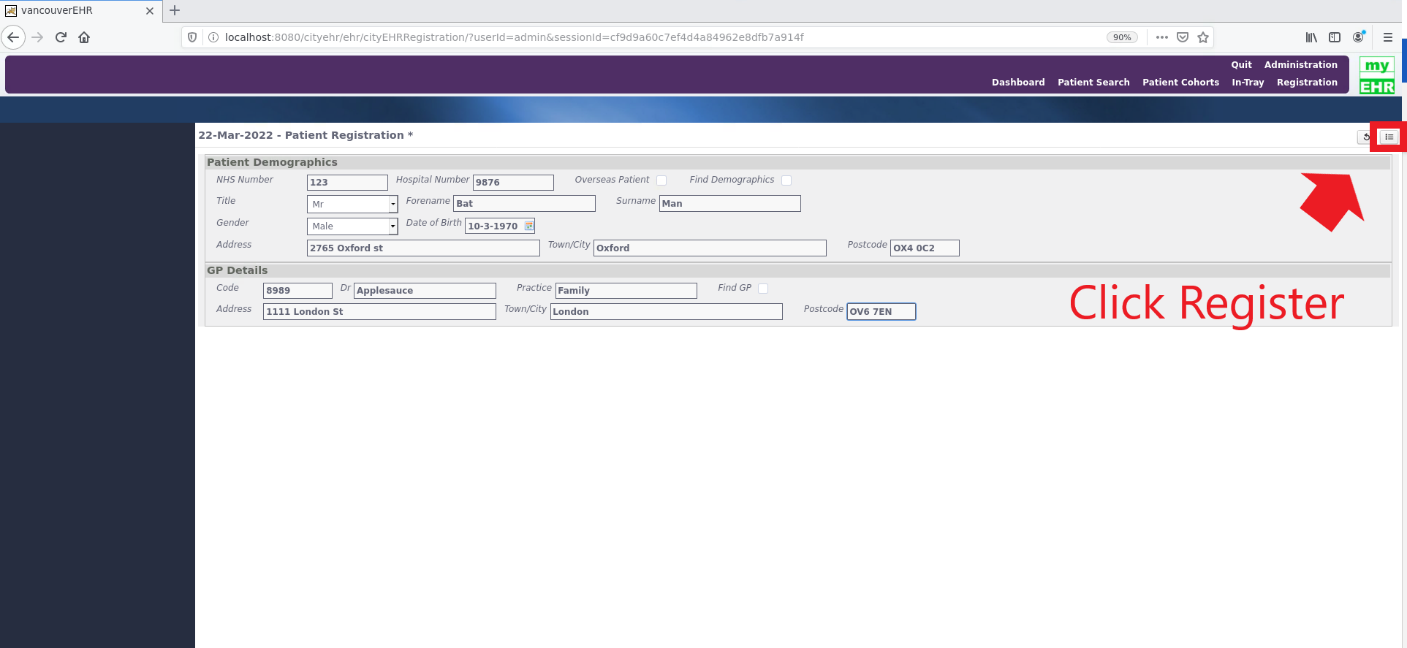 vancouverEHR
localhost:8080/cityehr/ehr/cityEHRRegistration/?userId=admin&sessionId=cf9d9a60c7ef4d4a84962e8dfb7a914f 90%
Quit Administration
Dashboard Patient Search Patient Cohorts In-Tray Registration
my
EHR
22-Mar-2022 - Patient Registration *
Patient Demographics
NHS Number 123 Hospital Number 9876 Overseas Patient Find Demographics
Title Mr Forename Bat Surname Man
Gender Male Date of Birth 10-3-1970
Address 2765 Oxford st Town/City Oxford Postcode OX4 0C2
GP Details
Code 8989 Dr Applesauce Practice Family Find GP
Address 1111 London St Town/City London Postcode OV6 7EN
Click Register